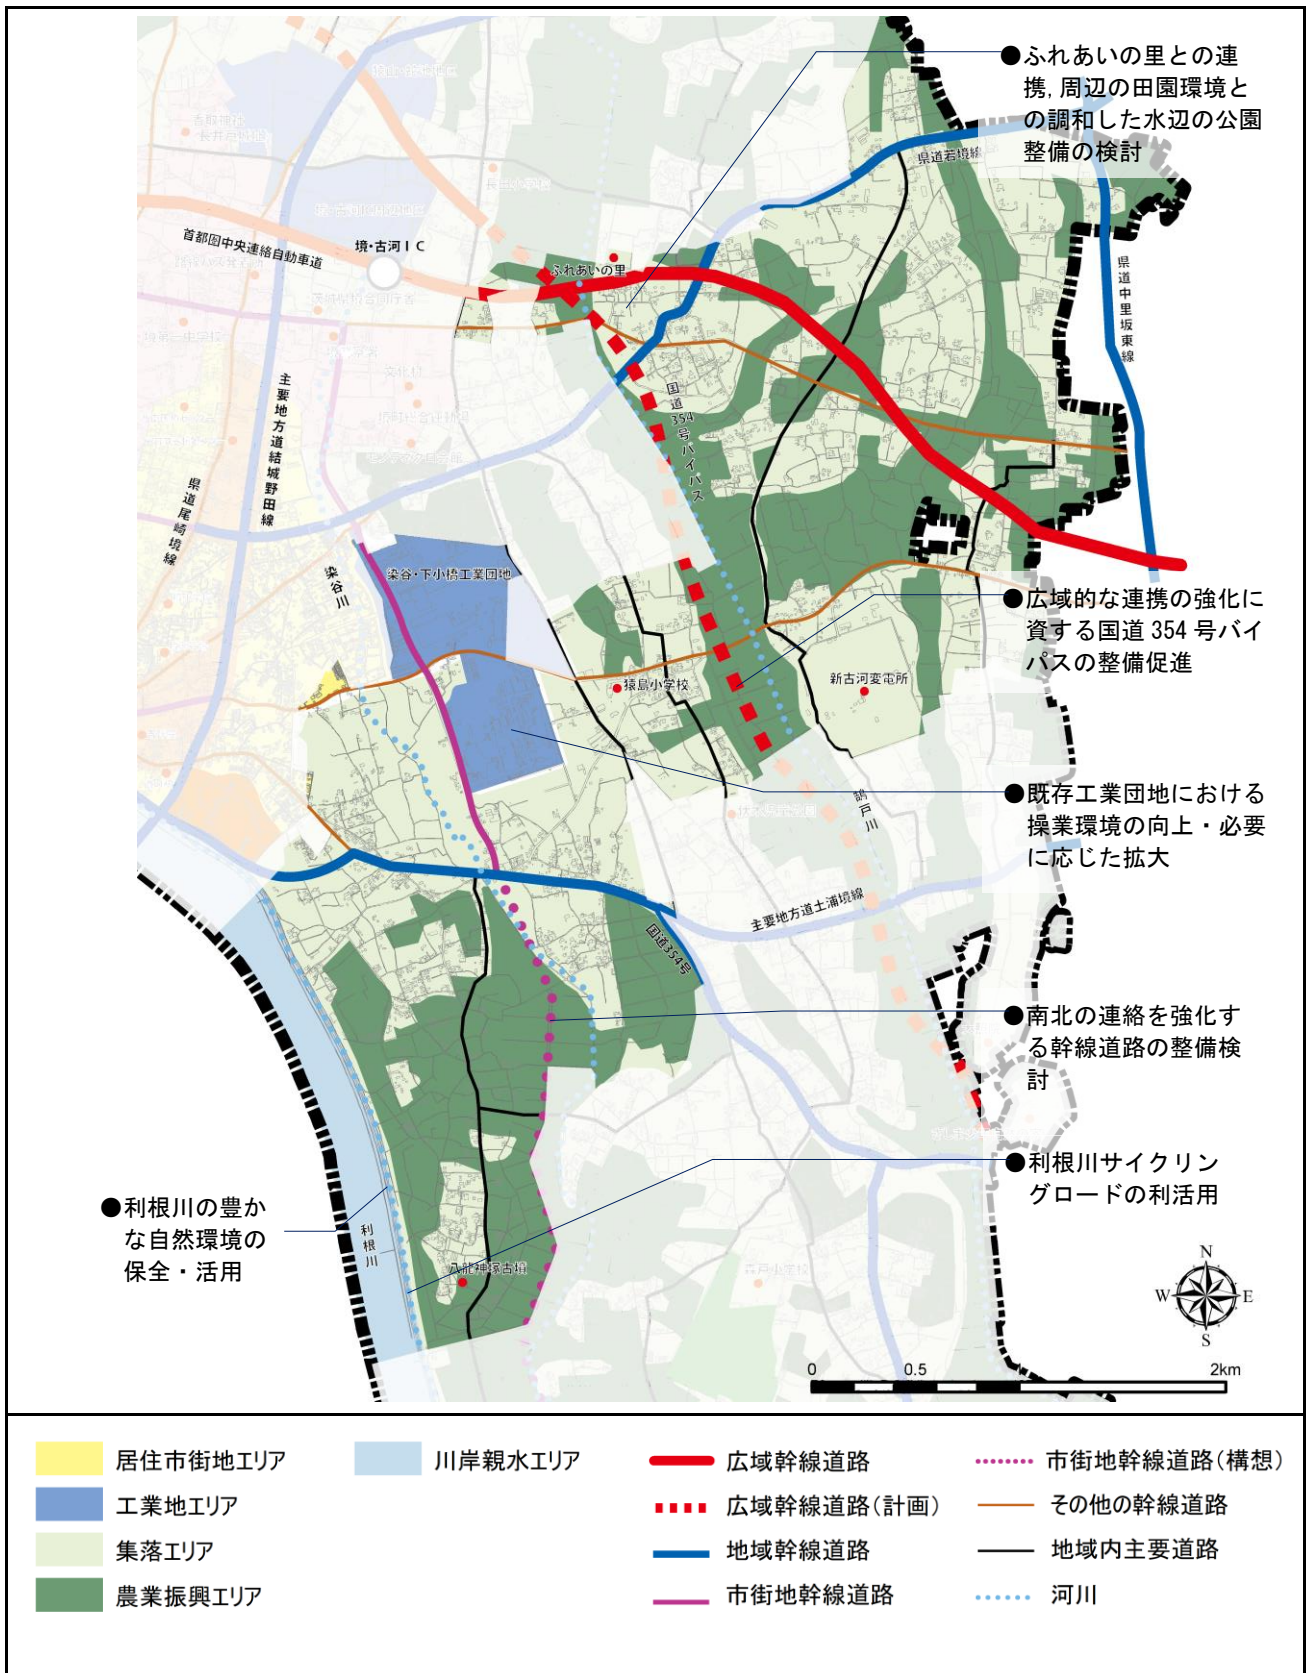 ●ふれあいの里との連
携，周辺の田園環境と
の調和した水辺の公園
整備の検討
県道若境線
首都圏中央連絡自動車道
境・古河ＩＣ
ふれあいの里
県道中里坂東線
主要地方道結城野田線
県道尾崎境線
国道354号バイパス
染谷川
染谷・下小橋工業団地
●広域的な連携の強化に
資する国道 354 号バイ
パスの整備促進
猿島小学校
新古河変電所
●既存工業団地における
操業環境の向上・必要
に応じた拡大
鵠戸川
主要地方道土浦境線
国道354号
●南北の連絡を強化す
る幹線道路の整備検
討
●利根川サイクリン
グロードの利活用
●利根川の豊か
な自然環境の
保全・活用
利根川
八龍神塚古墳
森戸小学校
N
W
E
S
0
0.5
1
2km
居住市街地エリア
工業地エリア
集落エリア
農業振興エリア
川岸親水エリア
広域幹線道路
広域幹線道路（計画）
地域幹線道路
市街地幹線道路
市街地幹線道路（構想）
その他の幹線道路
地域内主要道路
河川